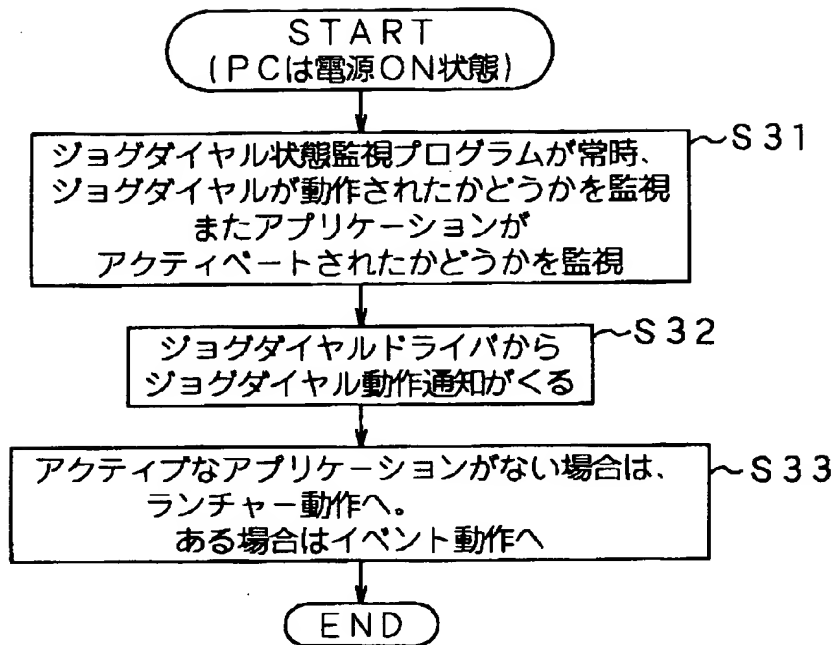 START
(PCは電源ON状態)
ジョグダイヤル状態監視プログラムが常時、
ジョグダイヤルが動作されたかどうかを監視
またアプリケーションが
アクティベートされたかどうかを監視
S31
ジョグダイヤルドライバから
ジョグダイヤル動作通知がくる
S32
アクティブなアプリケーションがない場合は、
ランチャー動作へ。
ある場合はイベント動作へ
S33
END